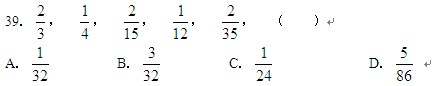 39. 2/3， 1/4， 2/15， 1/12， 2/35， （ ）↵
A. 1/32 B. 3/32 C. 1/24 D. 5/86 ↵